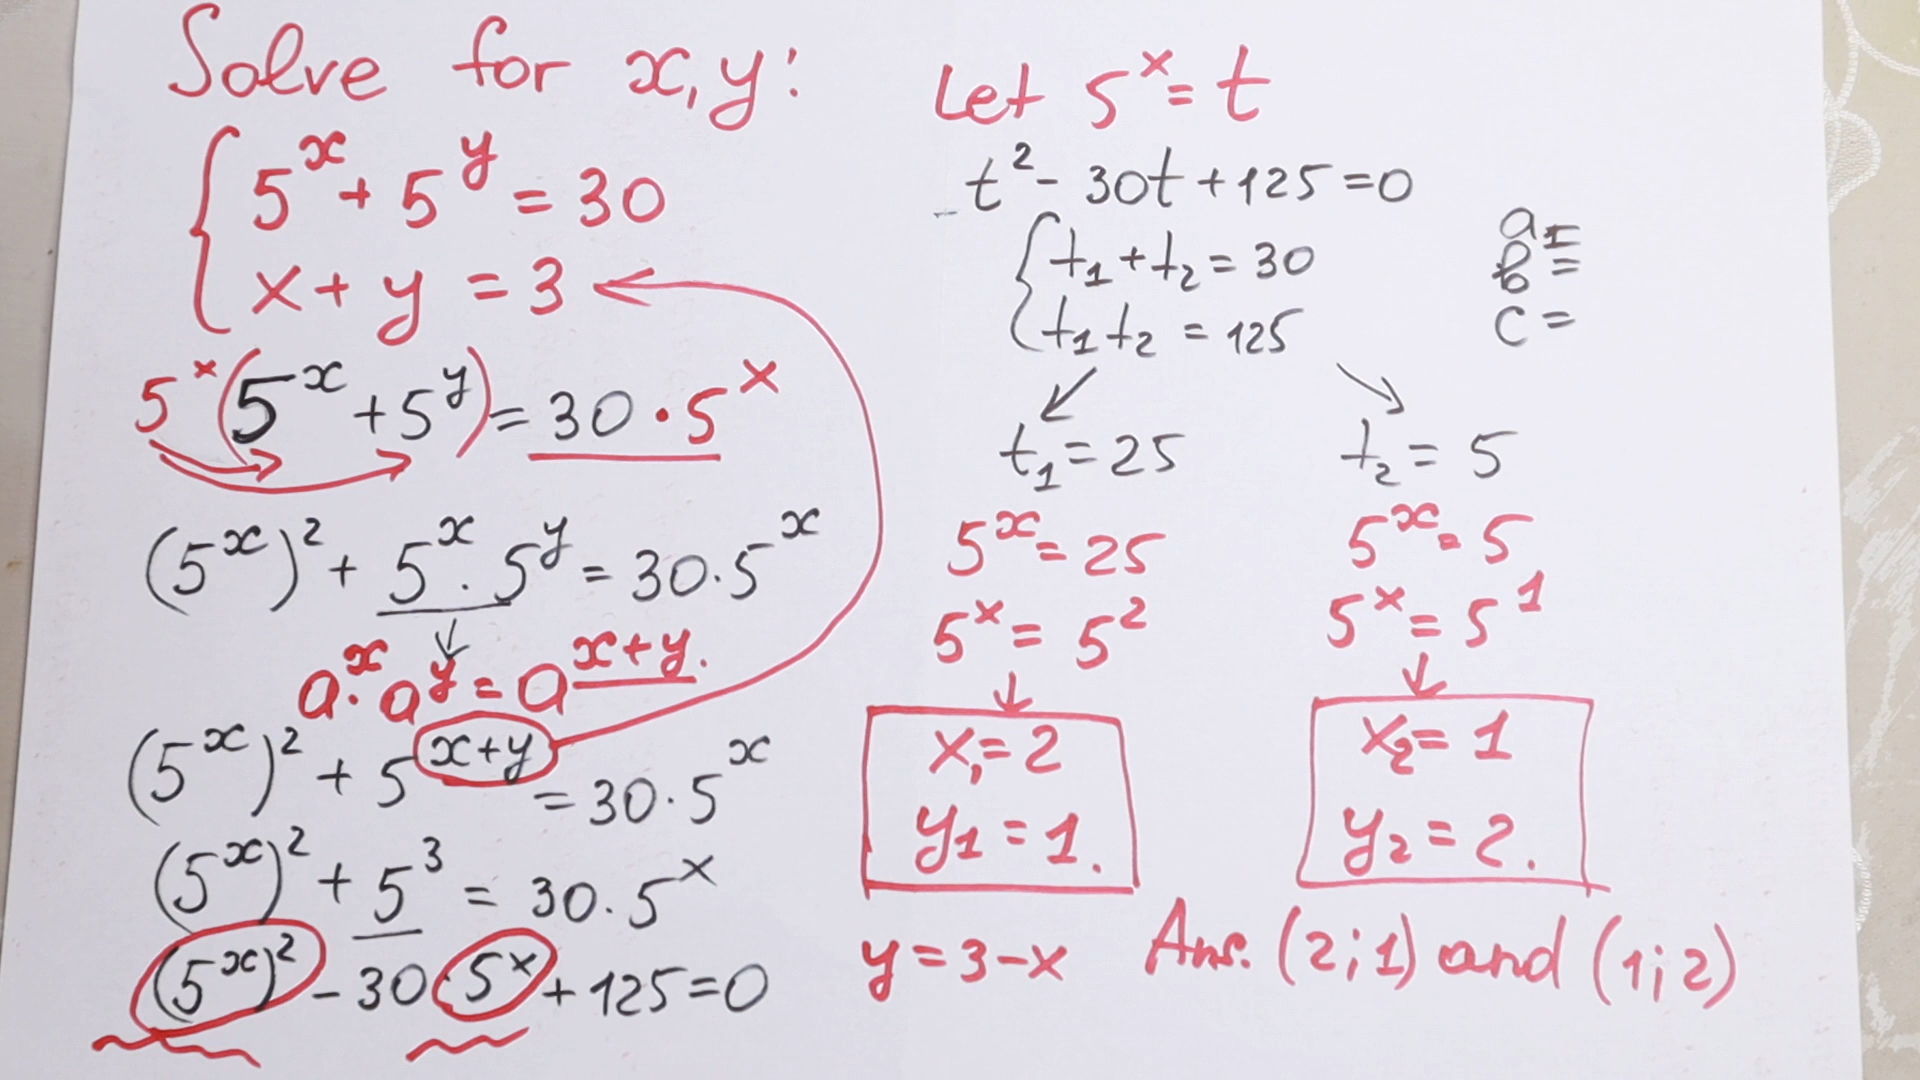 Solve for x,y:
5^x + 5^y = 30
x + y = 3
5^x (5^x + 5^y) = 30 · 5^x
(5^x)^2 + 5^x · 5^y = 30 · 5^x
a^x · a^y = a^(x+y).
(5^x)^2 + 5^(x+y) = 30 · 5^x
(5^x)^2 + 5^3 = 30 · 5^x
(5^x)^2 - 30 · 5^x + 125 = 0
Let 5^x = t
t^2 - 30t + 125 = 0
t₁ + t₂ = 30
t₁ t₂ = 125
a =
b =
c =
t₁ = 25
t₂ = 5
5^x = 25
5^x = 5
5^x = 5^2
5^x = 5^1
x₁ = 2
y₁ = 1.
x₂ = 1
y₂ = 2.
y = 3 - x
Ans. (2;1) and (1;2)